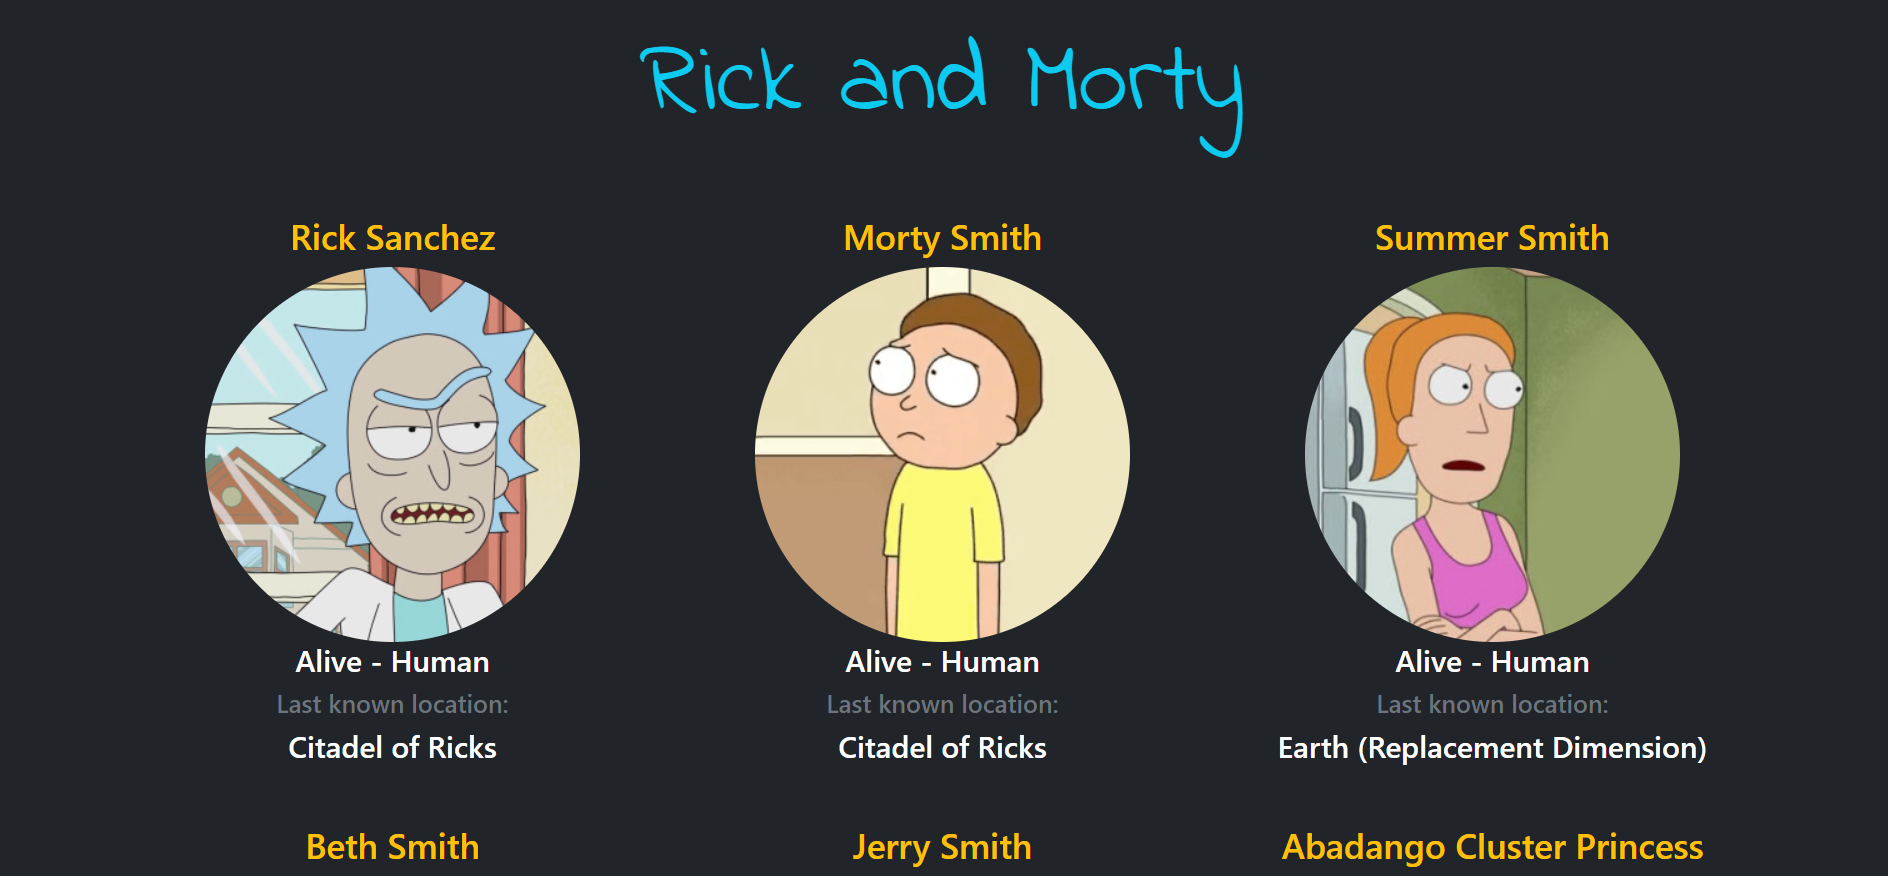 Rick and Morty
Rick Sanchez
Morty Smith
Summer Smith
Alive - Human
Last known location:
Citadel of Ricks
Alive - Human
Last known location:
Citadel of Ricks
Alive - Human
Last known location:
Earth (Replacement Dimension)
Beth Smith
Jerry Smith
Abadango Cluster Princess